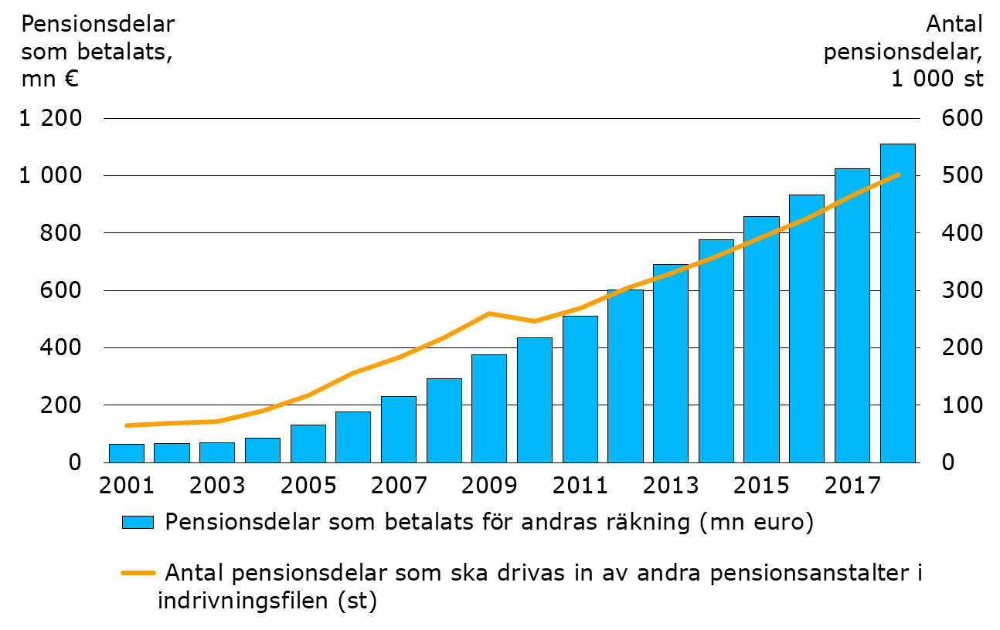 Pensionsdelar
som betalats,
mn €
Antal
pensionsdelar,
1 000 st
1 200
1 000
800
600
400
200
0
600
500
400
300
200
100
0
2001 2003 2005 2007 2009 2011 2013 2015 2017
Pensionsdelar som betalats för andras räkning (mn euro)
Antal pensionsdelar som ska drivas in av andra pensionsanstalter i
indrivningsfilen (st)